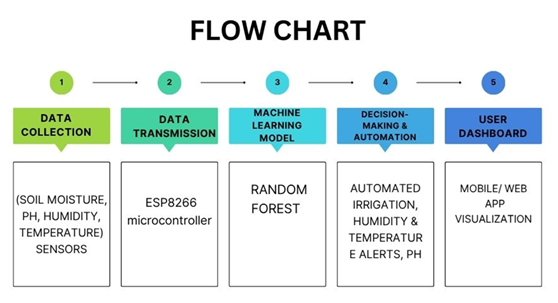 FLOW CHART
1
2
3
4
5
DATA
COLLECTION
DATA
TRANSMISSION
MACHINE
LEARNING
MODEL
DECISION-
MAKING &
AUTOMATION
USER
DASHBOARD
(SOIL MOISTURE,
PH, HUMIDITY,
TEMPERATURE)
SENSORS
ESP8266
microcontroller
RANDOM
FOREST
AUTOMATED
IRRIGATION,
HUMIDITY &
TEMPERATUR
E ALERTS, PH
MOBILE/ WEB
APP
VISUALIZATION